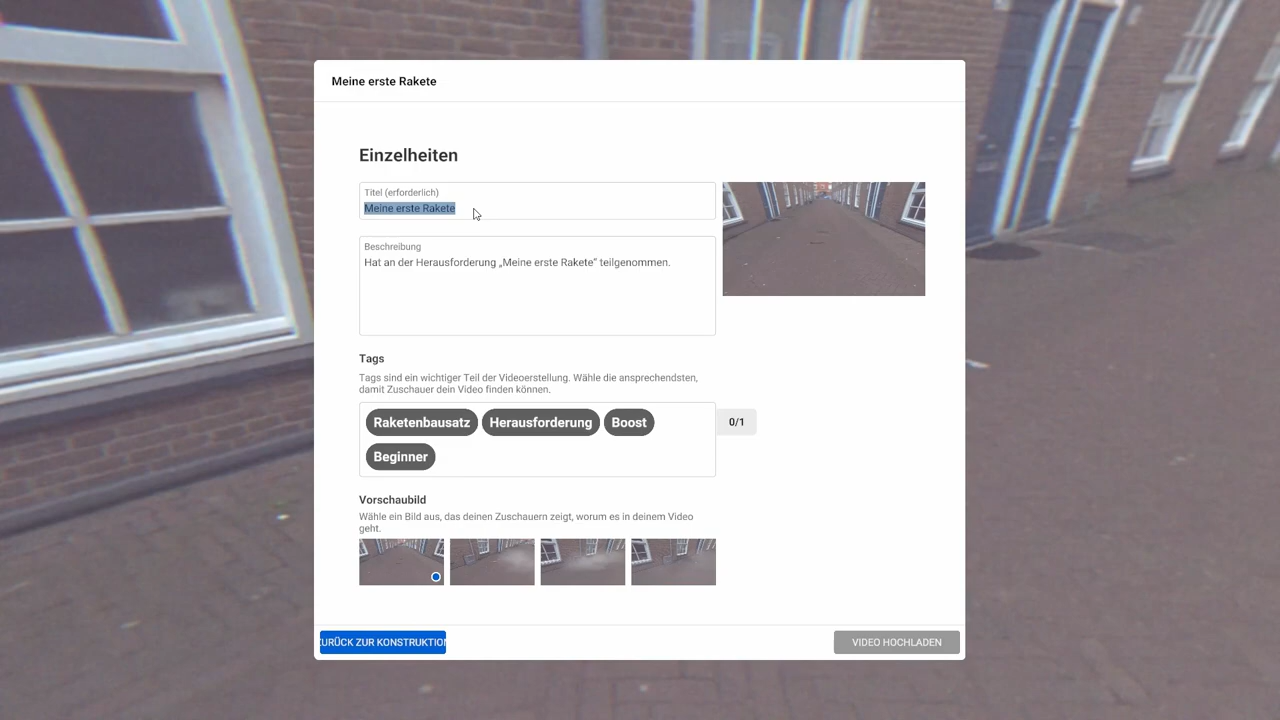 Meine erste Rakete
Einzelheiten
Titel (erforderlich)
Meine erste Rakete
Beschreibung
Hat an der Herausforderung „Meine erste Rakete“ teilgenommen.
Tags
Tags sind ein wichtiger Teil der Videoerstellung. Wähle die ansprechendsten,
damit Zuschauer dein Video finden können.
Raketenbausatz Herausforderung Boost 0/1
Beginner
Vorschaubild
Wähle ein Bild aus, das deinen Zuschauern zeigt, worum es in deinem Video
geht.
URÜCK ZUR KONSTRUKTION VIDEO HOCHLADEN